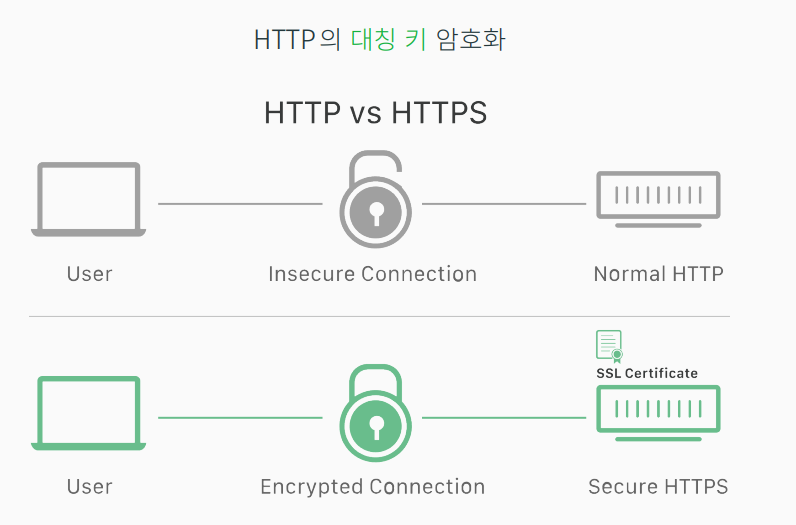 HTTP의 대칭 키 암호화
HTTP vs HTTPS
User
Insecure Connection
Normal HTTP
SSL Certificate
User
Encrypted Connection
Secure HTTPS